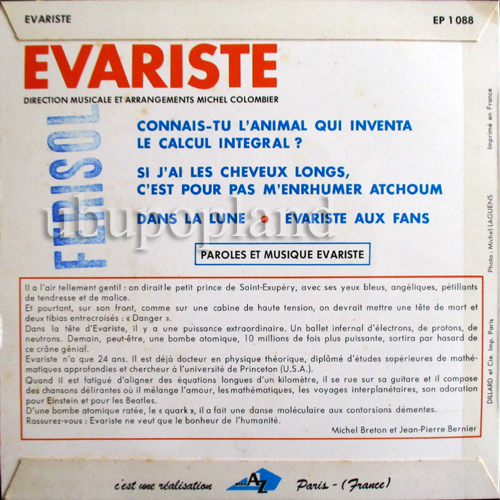 EVARISTE
EP 1 088
EVARISTE
DIRECTION MUSICALE ET ARRANGEMENTS MICHEL COLOMBIER
FERISOL
CONNAIS-TU L'ANIMAL QUI INVENTA
LE CALCUL INTEGRAL ?
SI J'AI LES CHEVEUX LONGS,
C'EST POUR PAS M'ENRHUMER ATCHOUM
DANS LA LUNE • EVARISTE AUX FANS
ubupopland
PAROLES ET MUSIQUE EVARISTE
Il a l'air tellement gentil : on dirait le petit prince de Saint-Exupéry, avec ses yeux bleus, angéliques, pétillants
de tendresse et de malice.
Et pourtant, sur son front, comme sur une cabine de haute tension, on devrait mettre une tête de mort et
deux tibias entrecroisés : « Danger ».
Dans la tête d'Evariste, il y a une puissance extraordinaire. Un ballet infernal d'électrons, de protons, de
neutrons. Demain, peut-être, une bombe atomique, 10 millions de fois plus puissante, sortira par hasard de
ce crâne génial.
Evariste n'a que 24 ans. Il est déjà docteur en physique théorique, diplômé d'études supérieures de mathé-
matiques approfondies et chercheur à l'université de Princeton (U.S.A.).
Quand il est fatigué d'aligner des équations longues d'un kilomètre, il se rue sur sa guitare et il compose
des chansons délirantes où il mélange l'amour, les mathématiques, les voyages interplanétaires, son adoration
pour Einstein et pour les Beatles.
D'une bombe atomique ratée, le « quark », il a fait une danse moléculaire aux contorsions démentes.
Rassurez-vous : Evariste ne veut que le bonheur de l'humanité.
Michel Breton et Jean-Pierre Bernier
Imprimé en France
Photo : Michel LAGUENS
DILLARD et Cie. Imp. Paris
c'est une réalisation
DISC AZ
Paris - (France)